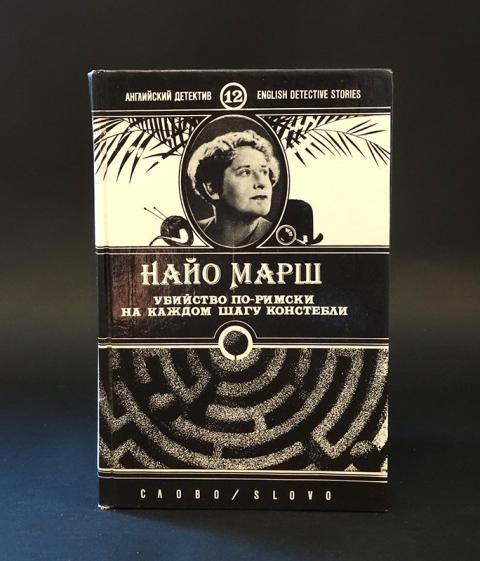 АНГЛИЙСКИЙ ДЕТЕКТИВ 12 ENGLISH DETECTIVE STORIES
НАЙО МАРШ
УБИЙСТВО ПО-РИМСКИ
НА КАЖДОМ ШАГУ КОНСТЕБЛИ
СЛОВО / SLOVO